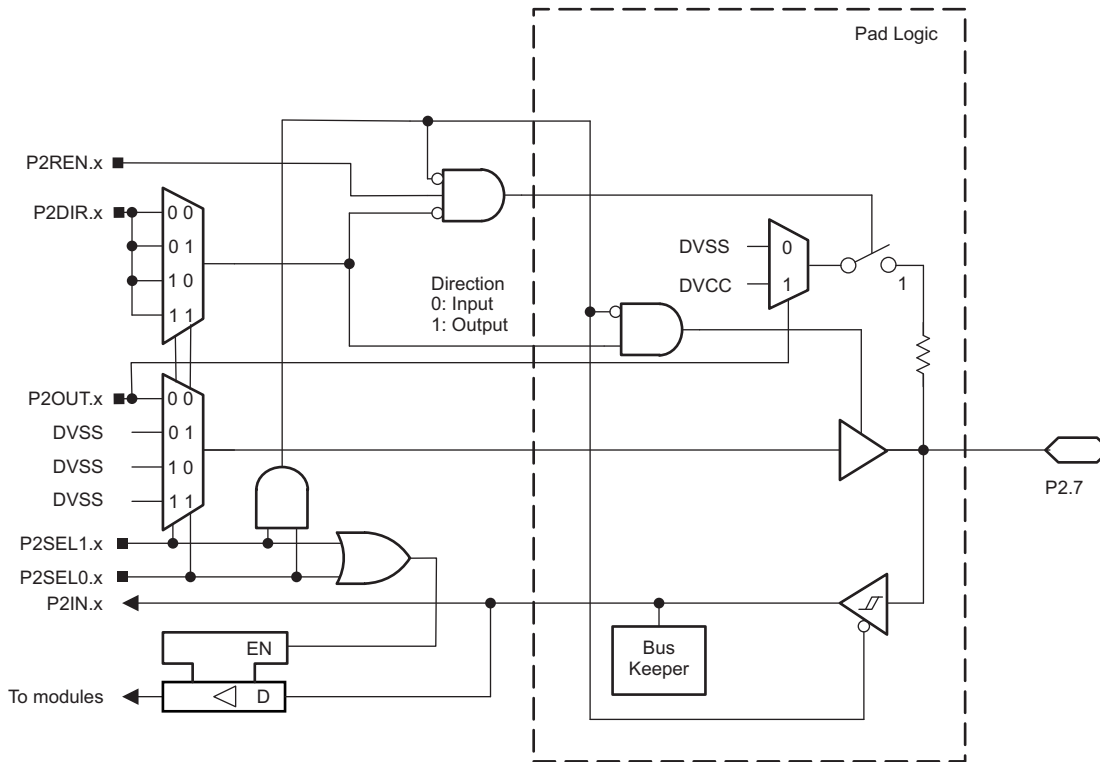 Pad Logic
P2REN.x
P2DIR.x
0 0
0 1
1 0
1 1
Direction
0: Input
1: Output
DVSS
0
DVCC
1
1
P2OUT.x
0 0
DVSS
0 1
DVSS
1 0
DVSS
1 1
P2.7
P2SEL1.x
P2SEL0.x
P2IN.x
EN
Bus
Keeper
To modules
D